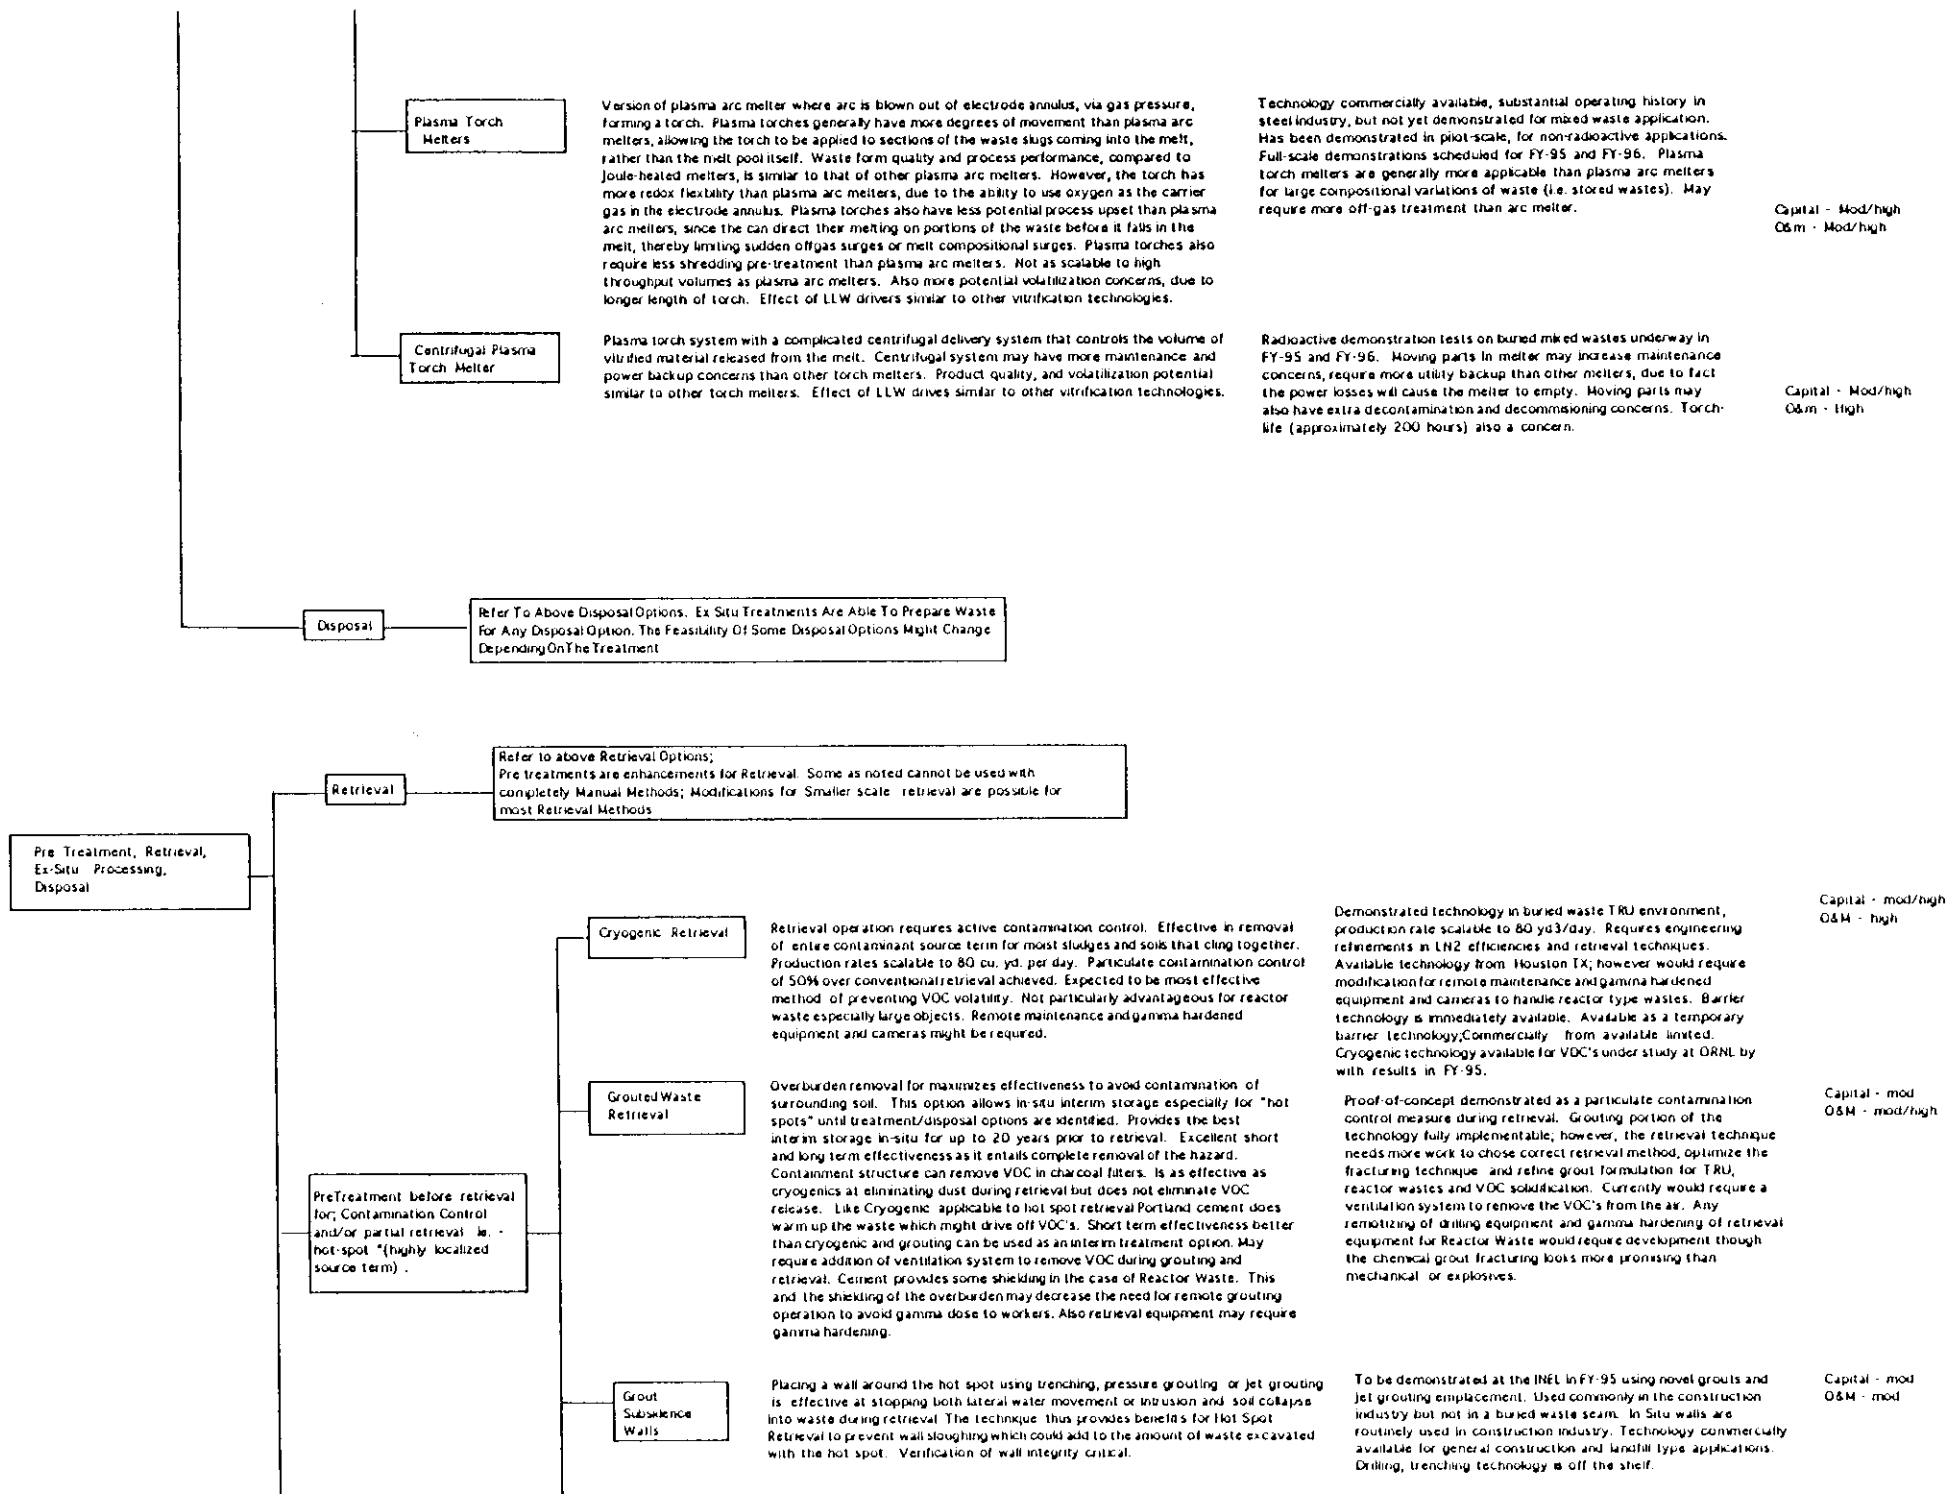 Plasma Torch
Melters
Version of plasma arc melter where arc is blown out of electrode annulus, via gas pressure,
forming a torch. Plasma torches generally have more degrees of movement than plasma arc
melters, allowing the torch to be applied to sections of the waste slugs coming into the melt,
rather than the melt pool itself. Waste form quality and process performance, compared to
Joule-heated melters, is similar to that of other plasma arc melters. However, the torch has
more redox flexbility than plasma arc melters, due to the ability to use oxygen as the carrier
gas in the electrode annulus. Plasma torches also have less potential process upset than plasma
arc melters, since the can direct their melting on portions of the waste before it falls in the
melt, thereby limiting sudden offgas surges or melt compositional surges. Plasma torches also
require less shredding pre-treatment than plasma arc melters. Not as scalable to high
throughput volumes as plasma arc melters. Also more potential volatilization concerns, due to
longer length of torch. Effect of LLW drivers similar to other vitrification technologies.
Technology commercially available, substantial operating history in
steel industry, but not yet demonstrated for mixed waste application.
Has been demonstrated in pilot-scale, for non-radioactive applications.
Full-scale demonstrations scheduled for FY-95 and FY-96. Plasma
torch melters are generally more applicable than plasma arc melters
for large compositional variations of waste (i.e. stored wastes). May
require more off-gas treatment than arc melter.
Capital - Mod/high
O&m - Mod/high
Centrifugal Plasma
Torch Melter
Plasma torch system with a complicated centrifugal delivery system that controls the volume of
vitrified material released from the melt. Centrifugal system may have more maintenance and
power backup concerns than other torch melters. Product quality, and volatilization potential
similar to other torch melters. Effect of LLW drives similar to other vitrification technologies.
Radioactive demonstration tests on buried mixed wastes underway in
FY-95 and FY-96. Moving parts in melter may increase maintenance
concerns, require more utility backup than other melters, due to fact
the power losses will cause the melter to empty. Moving parts may
also have extra decontamination and decommisioning concerns. Torch-
life (approximately 200 hours) also a concern.
Capital - Mod/high
O&m - High
Disposal
Refer To Above Disposal Options. Ex Situ Treatments Are Able To Prepare Waste
For Any Disposal Option. The Feasibility Of Some Disposal Options Might Change
Depending On The Treatment
Retrieval
Refer to above Retrieval Options;
Pre treatments are enhancements for Retrieval. Some as noted cannot be used with
completely Manual Methods; Modifications for Smaller scale retrieval are possible for
most Retrieval Methods
Pre Treatment, Retrieval,
Ex-Situ Processing,
Disposal
Cryogenic Retrieval
Retrieval operation requires active contamination control. Effective in removal
of entire contaminant source term for moist sludges and soils that cling together.
Production rates scalable to 80 cu. yd. per day. Particulate contamination control
of 50% over conventional retrieval achieved. Expected to be most effective
method of preventing VOC volatility. Not particularly advantageous for reactor
waste especially large objects. Remote maintenance and gamma hardened
equipment and cameras might be required.
Demonstrated technology in buried waste TRU environment,
production rate scalable to 80 yd3/day. Requires engineering
refinements in LN2 efficiencies and retrieval techniques.
Available technology from Houston TX; however would require
modification for remote maintenance and gamma hardened
equipment and cameras to handle reactor type wastes. Barrier
technology is immediately available. Available as a temporary
barrier technology;Commercially from available limited.
Cryogenic technology available for VOC's under study at ORNL by
with results in FY-95.
Capital - mod/high
O&M - high
Grouted Waste
Retrieval
Overburden removal for maximizes effectiveness to avoid contamination of
surrounding soil. This option allows in-situ interim storage especially for "hot
spots" until treatment/disposal options are identified. Provides the best
interim storage in-situ for up to 20 years prior to retrieval. Excellent short
and long term effectiveness as it entails complete removal of the hazard.
Containment structure can remove VOC in charcoal filters. Is as effective as
cryogenics at eliminating dust during retrieval but does not eliminate VOC
release. Like Cryogenic applicable to hot spot retrieval Portland cement does
warm up the waste which might drive off VOC's. Short term effectiveness better
than cryogenic and grouting can be used as an interim treatment option. May
require addition of ventilation system to remove VOC during grouting and
retrieval. Cement provides some shielding in the case of Reactor Waste. This
and the shielding of the overburden may decrease the need for remote grouting
operation to avoid gamma dose to workers. Also retrieval equipment may require
gamma hardening.
Proof-of-concept demonstrated as a particulate contamination
control measure during retrieval. Grouting portion of the
technology fully implementable; however, the retrieval technique
needs more work to chose correct retrieval method, optimize the
fracturing technique and refine grout formulation for TRU,
reactor wastes and VOC solidification. Currently would require a
ventilation system to remove the VOC's from the air. Any
remotizing of drilling equipment and gamma hardening of retrieval
equipment for Reactor Waste would require development though
the chemical grout fracturing looks more promising than
mechanical or explosives.
Capital - mod
O&M - mod/high
PreTreatment before retrieval
for; Contamination Control
and/or partial retrieval ie. -
hot-spot "(highly localized
source term) .
Grout
Subsidence
Walls
Placing a wall around the hot spot using trenching, pressure grouting or jet grouting
is effective at stopping both lateral water movement or intrusion and soil collapse
into waste during retrieval The technique thus provides benefits for Hot Spot
Retrieval to prevent wall sloughing which could add to the amount of waste excavated
with the hot spot. Verification of wall integrity critical.
To be demonstrated at the INEL in FY-95 using novel grouts and
jet grouting emplacement. Used commonly in the construction
industry but not in a buried waste seam. In Situ walls are
routinely used in construction industry. Technology commercially
available for general construction and landfill type applications.
Drilling, trenching technology is off the shelf.
Capital - mod
O&M - mod